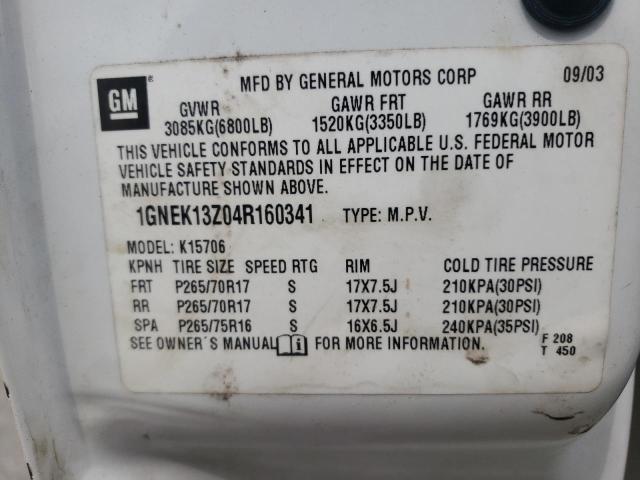 GM
MFD BY GENERAL MOTORS CORP 09/03
GVWR GAWR FRT GAWR RR
3085KG(6800LB) 1520KG(3350LB) 1769KG(3900LB)
THIS VEHICLE CONFORMS TO ALL APPLICABLE U.S. FEDERAL MOTOR
VEHICLE SAFETY STANDARDS IN EFFECT ON THE DATE OF
MANUFACTURE SHOWN ABOVE.
1GNEK13Z04R160341 TYPE: M.P.V.
MODEL: K15706
KPNH TIRE SIZE SPEED RTG RIM COLD TIRE PRESSURE
FRT P265/70R17 S 17X7.5J 210KPA(30PSI)
RR P265/70R17 S 17X7.5J 210KPA(30PSI)
SPA P265/75R16 S 16X6.5J 240KPA(35PSI)
SEE OWNER'S MANUAL i FOR MORE INFORMATION.
F 208
T 450